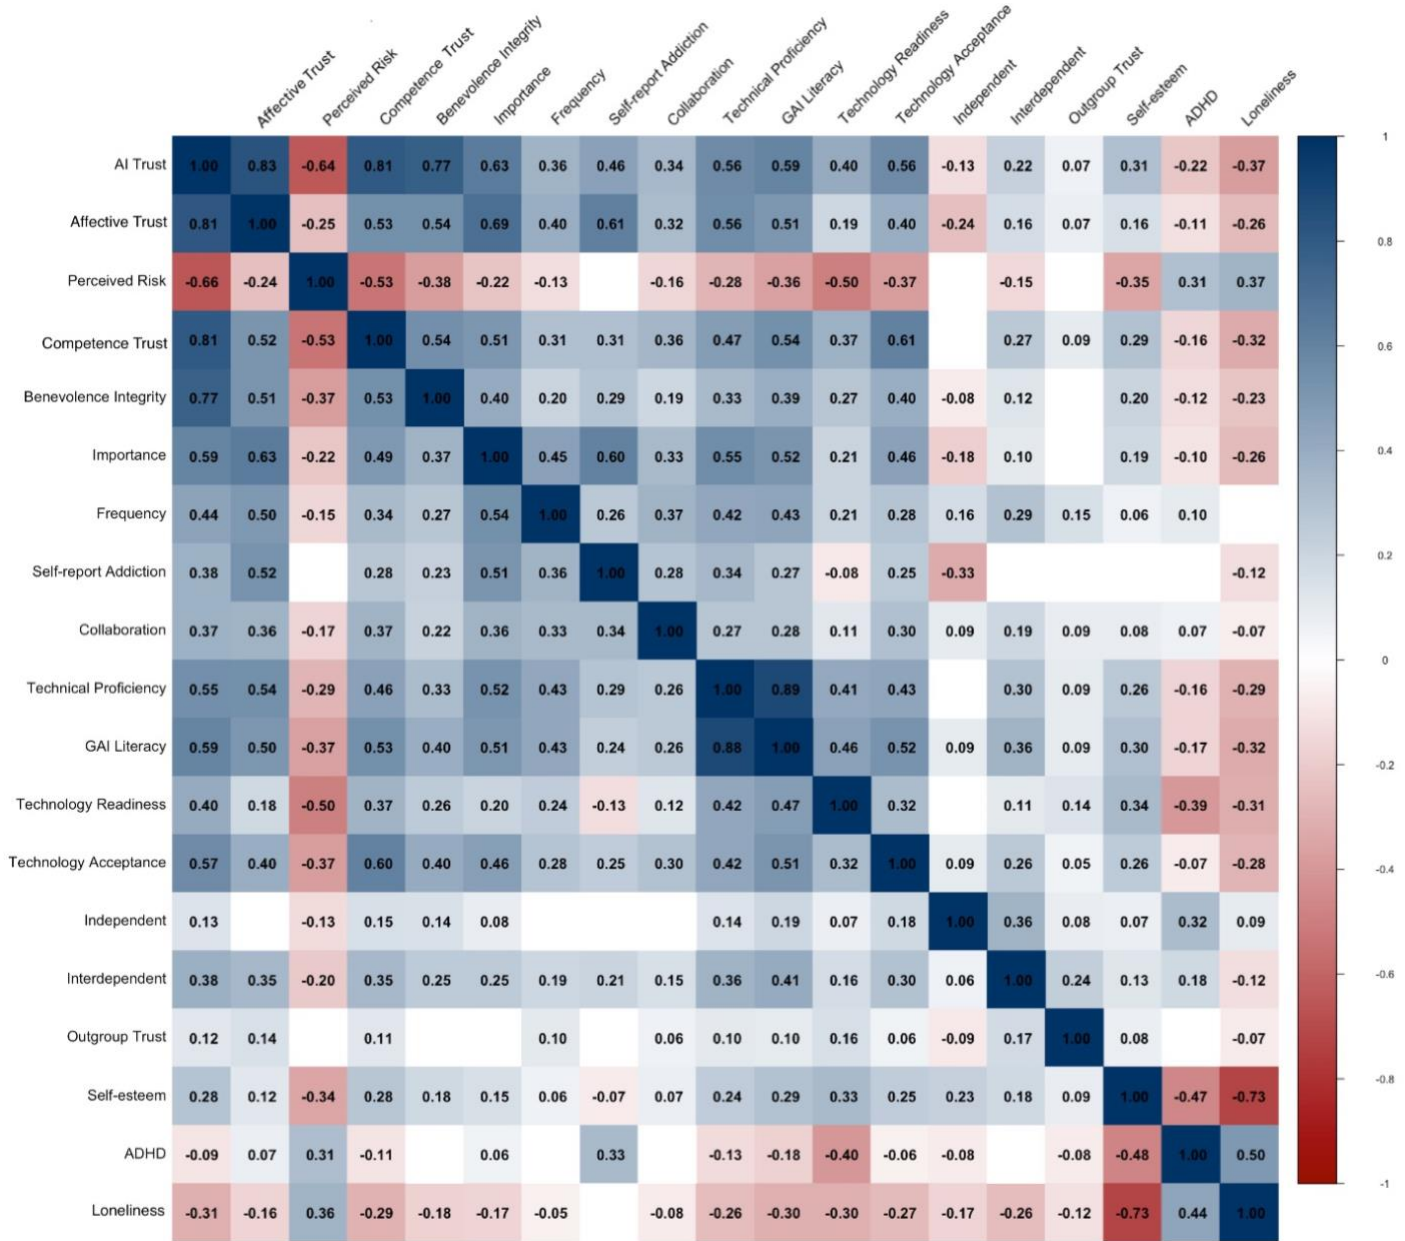 Affective Trust
Perceived Risk
Competence Trust
Benevolence Integrity
Importance
Frequency
Self-report Addiction
Collaboration
Technical Proficiency
GAI Literacy
Technology Readiness
Technology Acceptance
Independent
Interdependent
Outgroup Trust
Self-esteem
ADHD
Loneliness
AI Trust 1.00 0.83 -0.64 0.81 0.77 0.63 0.36 0.46 0.34 0.56 0.59 0.40 0.56 -0.13 0.22 0.07 0.31 -0.22 -0.37
Affective Trust 0.81 1.00 -0.25 0.53 0.54 0.69 0.40 0.61 0.32 0.56 0.51 0.19 0.40 -0.24 0.16 0.07 0.16 -0.11 -0.26
Perceived Risk -0.66 -0.24 1.00 -0.53 -0.38 -0.22 -0.13 -0.16 -0.28 -0.36 -0.50 -0.37 -0.15 -0.35 0.31 0.37
Competence Trust 0.81 0.52 -0.53 1.00 0.54 0.51 0.31 0.31 0.36 0.47 0.54 0.37 0.61 0.27 0.09 0.29 -0.16 -0.32
Benevolence Integrity 0.77 0.51 -0.37 0.53 1.00 0.40 0.20 0.29 0.19 0.33 0.39 0.27 0.40 -0.08 0.12 0.20 -0.12 -0.23
Importance 0.59 0.63 -0.22 0.49 0.37 1.00 0.45 0.60 0.33 0.55 0.52 0.21 0.46 -0.18 0.10 0.19 -0.10 -0.26
Frequency 0.44 0.50 -0.15 0.34 0.27 0.54 1.00 0.26 0.37 0.42 0.43 0.21 0.28 0.16 0.29 0.15 0.06 0.10
Self-report Addiction 0.38 0.52 0.28 0.23 0.51 0.36 1.00 0.28 0.34 0.27 -0.08 0.25 -0.33 -0.12
Collaboration 0.37 0.36 -0.17 0.37 0.22 0.36 0.33 0.34 1.00 0.27 0.28 0.11 0.30 0.09 0.19 0.09 0.08 0.07 -0.07
Technical Proficiency 0.55 0.54 -0.29 0.46 0.33 0.52 0.43 0.29 0.26 1.00 0.89 0.41 0.43 0.30 0.09 0.26 -0.16 -0.29
GAI Literacy 0.59 0.50 -0.37 0.53 0.40 0.51 0.43 0.24 0.26 0.88 1.00 0.46 0.52 0.09 0.36 0.09 0.30 -0.17 -0.32
Technology Readiness 0.40 0.18 -0.50 0.37 0.26 0.20 0.24 -0.13 0.12 0.42 0.47 1.00 0.32 0.11 0.14 0.34 -0.39 -0.31
Technology Acceptance 0.57 0.40 -0.37 0.60 0.40 0.46 0.28 0.25 0.30 0.42 0.51 0.32 1.00 0.09 0.26 0.05 0.26 -0.07 -0.28
Independent 0.13 -0.13 0.15 0.14 0.08 0.14 0.19 0.07 0.18 1.00 0.36 0.08 0.07 0.32 0.09
Interdependent 0.38 0.35 -0.20 0.35 0.25 0.25 0.19 0.21 0.15 0.36 0.41 0.16 0.30 0.06 1.00 0.24 0.13 0.18 -0.12
Outgroup Trust 0.12 0.14 0.11 0.10 0.06 0.10 0.10 0.16 0.06 -0.09 0.17 1.00 0.08 -0.07
Self-esteem 0.28 0.12 -0.34 0.28 0.18 0.15 0.06 -0.07 0.07 0.24 0.29 0.33 0.25 0.23 0.18 0.09 1.00 -0.47 -0.73
ADHD -0.09 0.07 0.31 -0.11 0.06 0.33 -0.13 -0.18 -0.40 -0.06 -0.08 -0.08 -0.48 1.00 0.50
Loneliness -0.31 -0.16 0.36 -0.29 -0.18 -0.17 -0.05 -0.08 -0.26 -0.30 -0.30 -0.27 -0.17 -0.26 -0.12 -0.73 0.44 1.00
1
0.8
0.6
0.4
0.2
0
-0.2
-0.4
-0.6
-0.8
-1